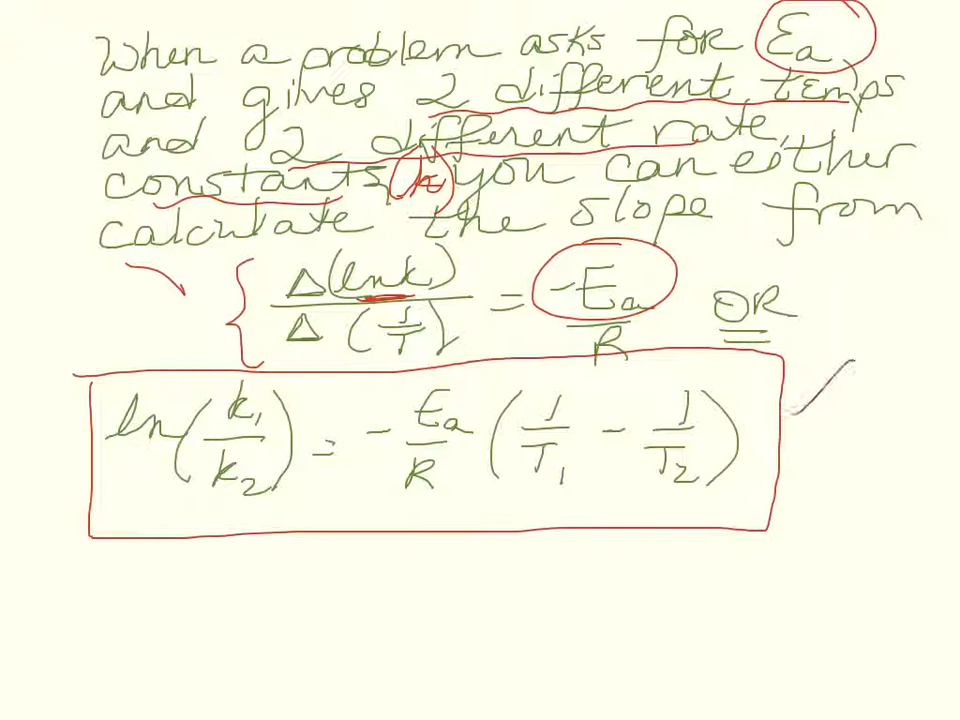 When a problem asks for Ea
and gives 2 different temps
and 2 different rate
constants, (k) you can either
calculate the slope from
Δ(lnk) / Δ(1/T) = -Ea / R OR
ln(k₁/k₂) = - Ea/R (1/T₁ - 1/T₂)